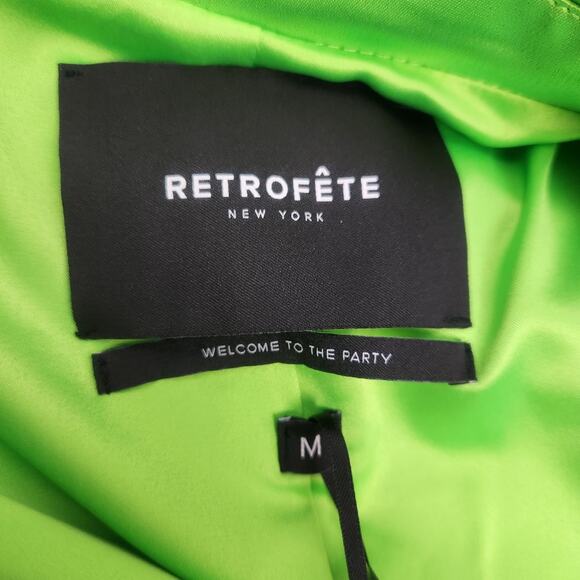 RETROFÊTE
NEW YORK
WELCOME TO THE PARTY
M